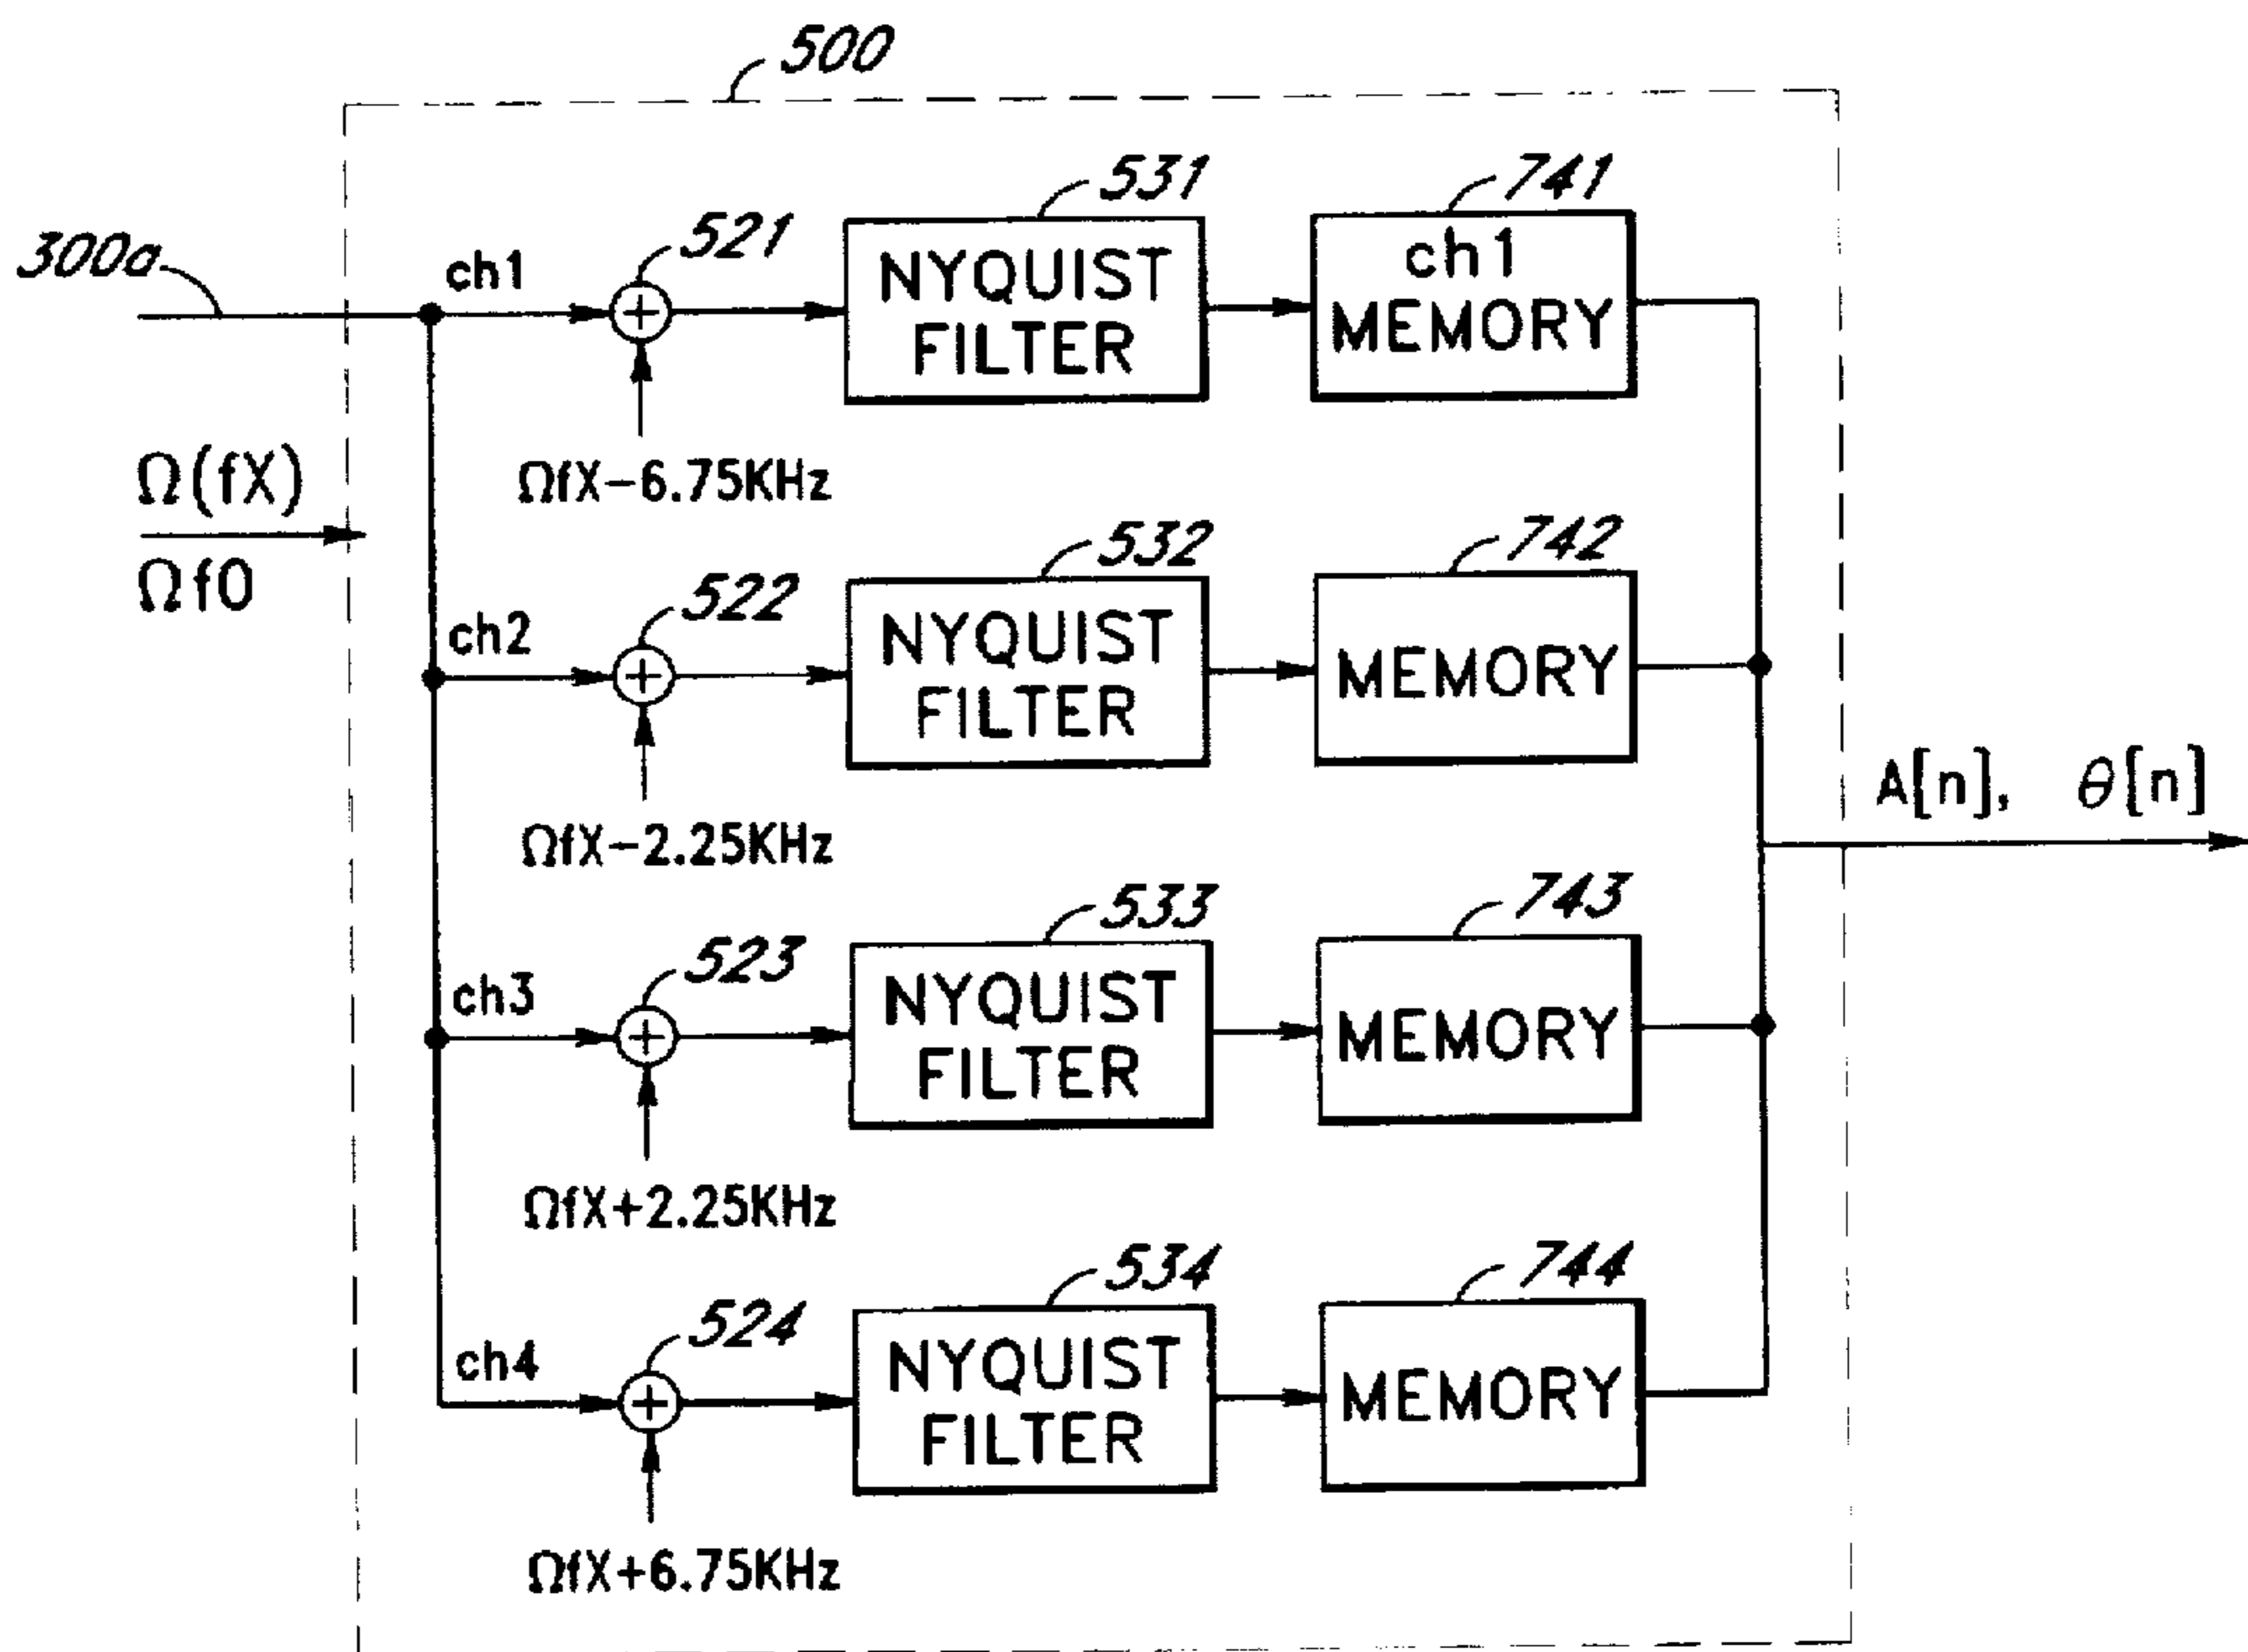 500
531
741
300a
ch1
521
NYQUIST
FILTER
ch1
MEMORY
ΩfX−6.75KHz
Ω(fX)
Ωf0
532
742
ch2
522
NYQUIST
FILTER
MEMORY
ΩfX−2.25KHz
A[n], θ[n]
533
743
ch3
523
NYQUIST
FILTER
MEMORY
ΩfX+2.25KHz
534
744
ch4
524
NYQUIST
FILTER
MEMORY
ΩfX+6.75KHz